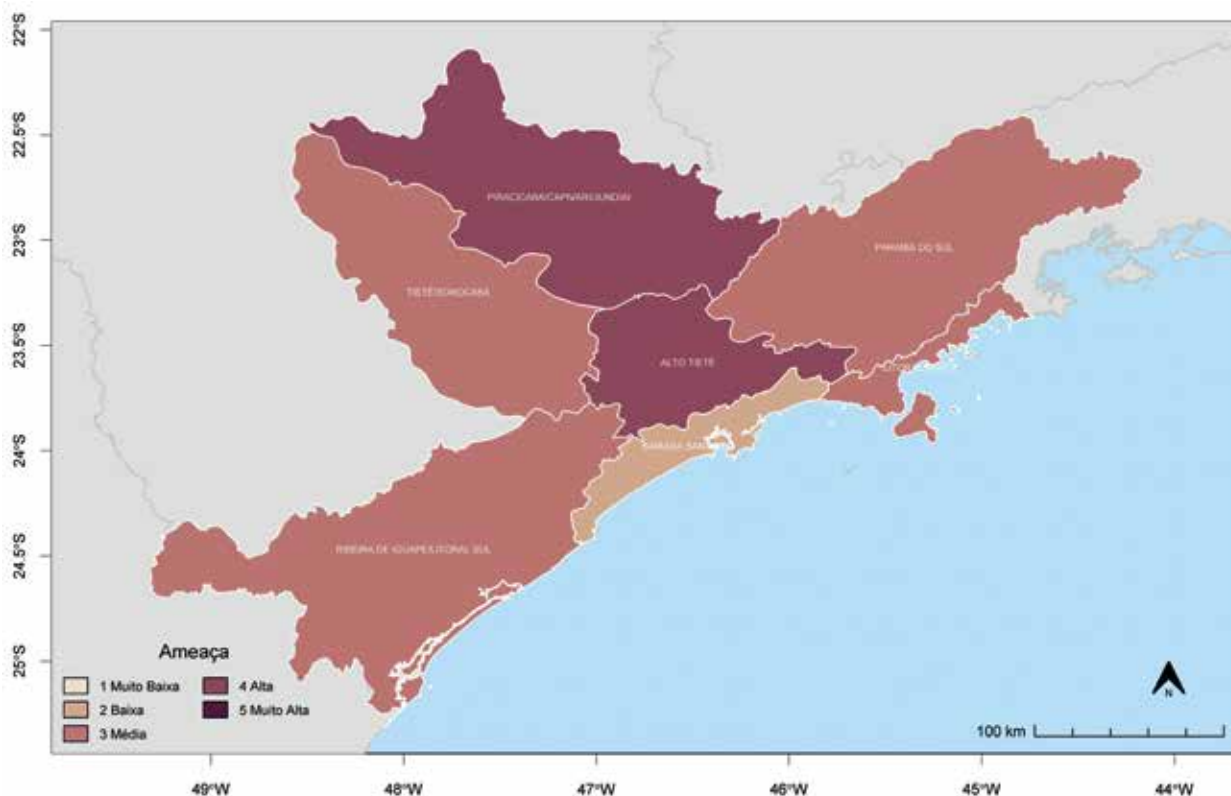 22°S
22.5°S
23°S
23.5°S
24°S
24.5°S
25°S
PIRACICABA/CAPIVARI/JUNDIAÍ
PARAÍBA DO SUL
TIETÊ/SOROCABA
ALTO TIETÊ
BAIXADA SANTISTA
RIBEIRA DE IGUAPE/LITORAL SUL
Ameaça
1 Muito Baixa
2 Baixa
3 Média
4 Alta
5 Muito Alta
N
100 km
49°W
48°W
47°W
46°W
45°W
44°W